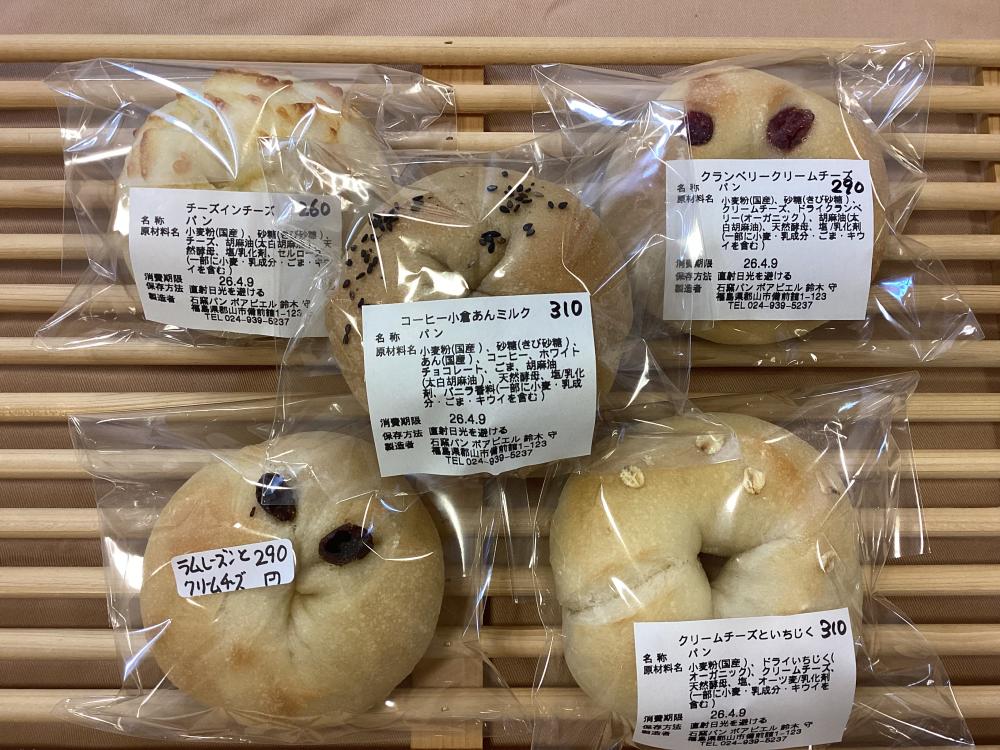 チーズインチーズ 260
名称 パン
原材料名 小麦粉(国産)、砂糖(きび砂糖)、
チーズ、胡麻油(太白胡麻油)、天
然酵母、塩/乳化剤、セルロース
(一部に小麦・乳成分・ごま・キウ
イを含む)
消費期限 26.4.9
保存方法 直射日光を避ける
製造者 石窯パン ポアピエル 鈴木 守
福島県郡山市備前舘1-123
TEL 024-939-5237
クランベリークリームチーズ
290
名称 パン
原材料名 小麦粉(国産)、砂糖(きび砂糖)、
クリームチーズ、ドライクランベ
リー(オーガニック)、胡麻油(太
白胡麻油)、天然酵母、塩/乳化剤
(一部に小麦・乳成分・ごま・キウ
イを含む)
消費期限 26.4.9
保存方法 直射日光を避ける
製造者 石窯パン ポアピエル 鈴木 守
福島県郡山市備前舘1-123
TEL 024-939-5237
コーヒー小倉あんミルク 310
名称 パン
原材料名 小麦粉(国産)、砂糖(きび砂糖)、
あん(国産)、コーヒー、ホワイト
チョコレート、ごま、胡麻油
(太白胡麻油)、天然酵母、塩/乳化
剤、バニラ香料(一部に小麦・乳成
分・ごま・キウイを含む)
消費期限 26.4.9
保存方法 直射日光を避ける
製造者 石窯パン ポアピエル 鈴木 守
福島県郡山市備前舘1-123
TEL 024-939-5237
ラムレーズンと 290
クリームチーズ 円
クリームチーズといちじく 310
名称 パン
原材料名 小麦粉(国産)、ドライいちじく(
オーガニック)、クリームチーズ、
天然酵母、塩、オーツ麦/乳化剤
(一部に小麦・乳成分・キウイを含
む)
消費期限 26.4.9
保存方法 直射日光を避ける
製造者 石窯パン ポアピエル 鈴木 守
福島県郡山市備前舘1-123
TEL 024-939-5237